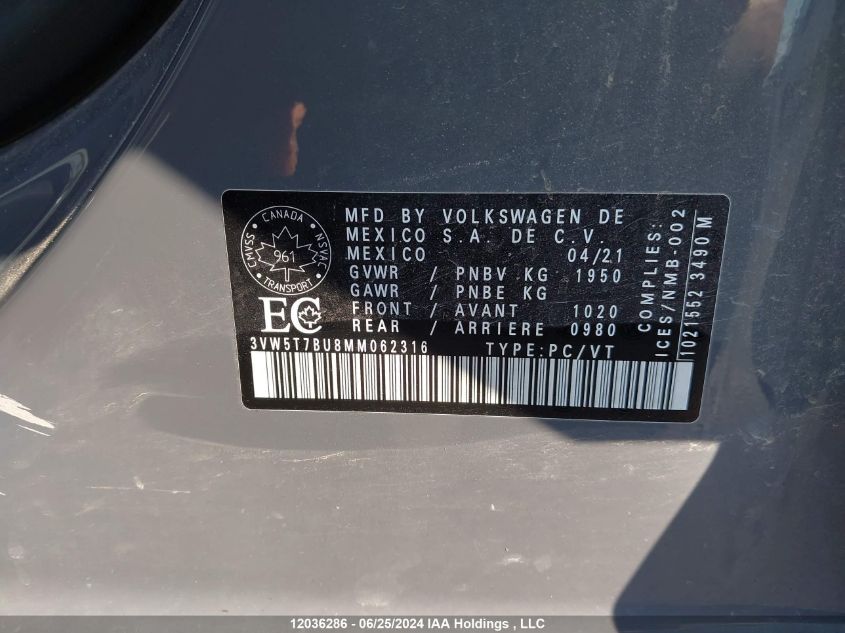 CANADA
CMVSS
961
NSVAC
TRANSPORT
EC
MFD BY VOLKSWAGEN DE
MEXICO S.A. DE C.V.
MEXICO 04/21
GVWR / PNBV KG 1950
GAWR / PNBE KG
FRONT / AVANT 1020
REAR / ARRIERE 0980
3VW5T7BU8MM062316 TYPE:PC/VT
COMPLIES:
ICES/NMB-002
1021552 3490 M
12036286 - 06/25/2024 IAA Holdings , LLC